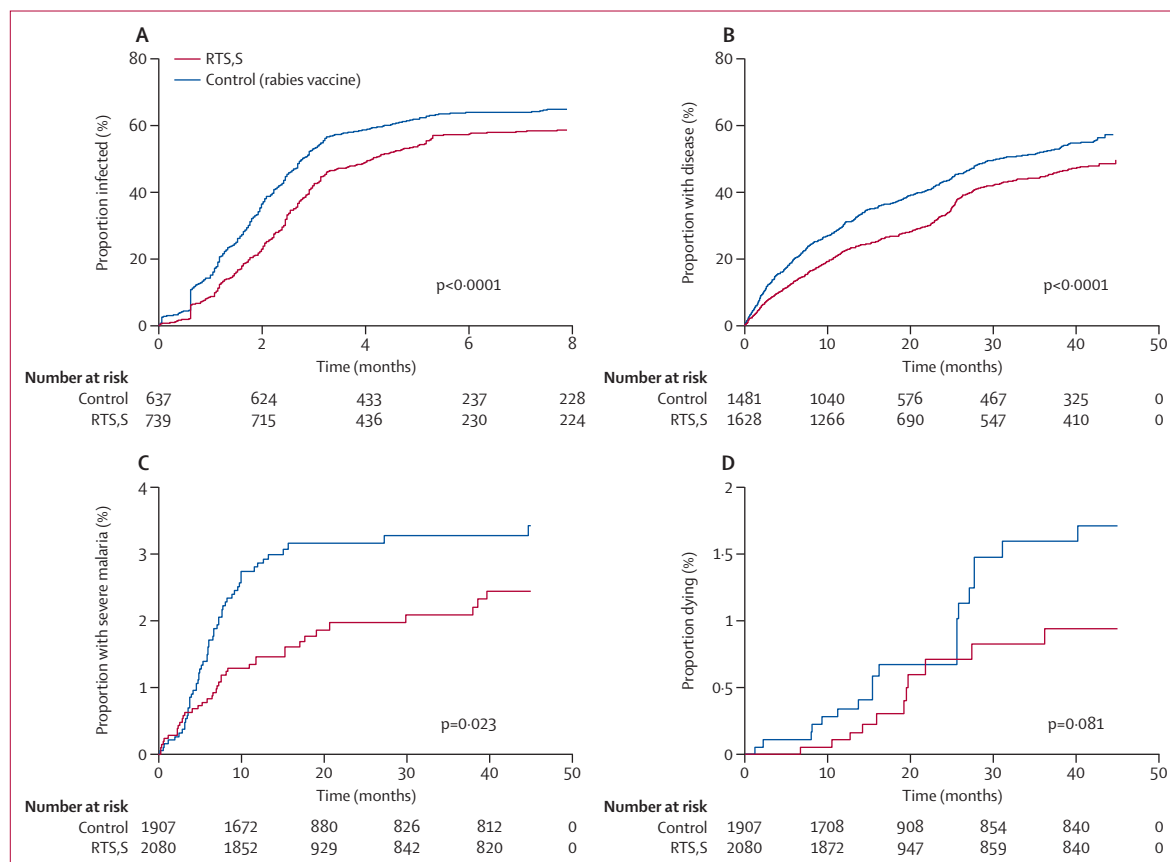 A
RTS,S
Control (rabies vaccine)
80
60
40
20
0
Proportion infected (%)
p<0·0001
0 2 4 6 8
Time (months)
Number at risk
Control 637 624 433 237 228
RTS,S 739 715 436 230 224
B
80
60
40
20
0
Proportion with disease (%)
p<0·0001
0 10 20 30 40 50
Time (months)
Number at risk
Control 1481 1040 576 467 325 0
RTS,S 1628 1266 690 547 410 0
C
4
3
2
1
0
Proportion with severe malaria (%)
p=0·023
0 10 20 30 40 50
Time (months)
Number at risk
Control 1907 1672 880 826 812 0
RTS,S 2080 1852 929 842 820 0
D
2
1·5
1
0·5
0
Proportion dying (%)
p=0·081
0 10 20 30 40 50
Time (months)
Number at risk
Control 1907 1708 908 854 840 0
RTS,S 2080 1872 947 859 840 0